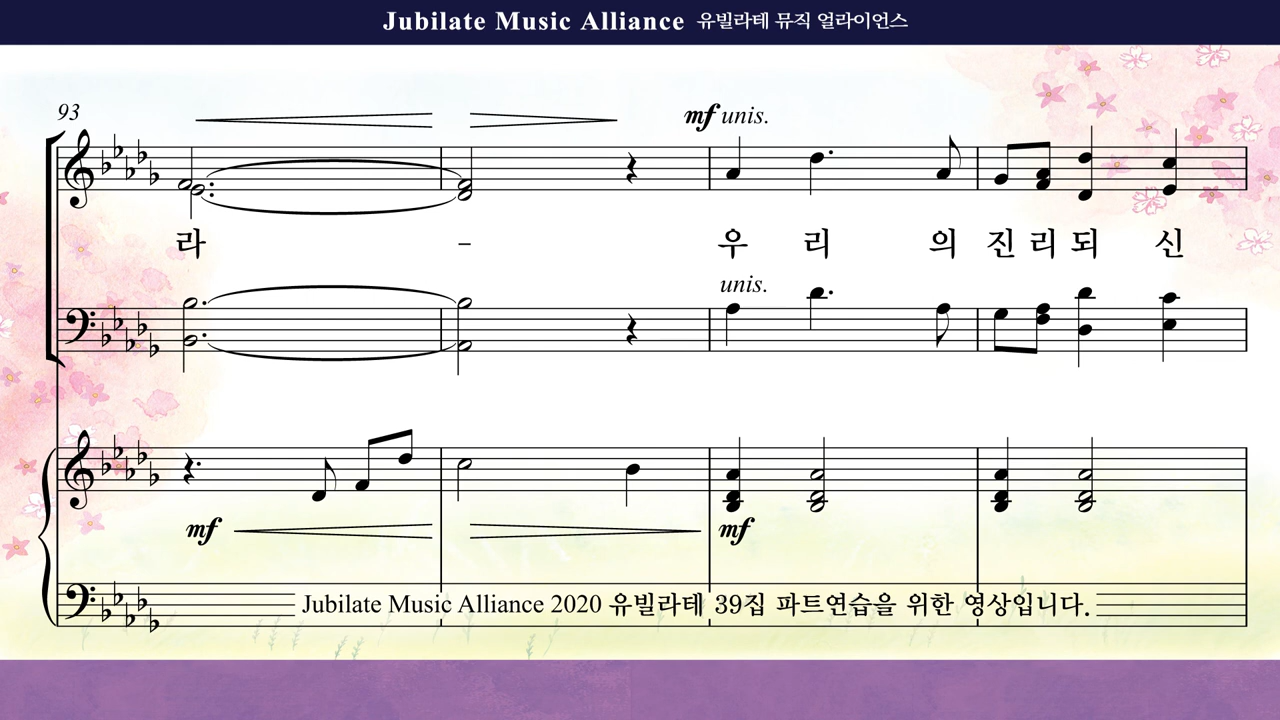 Jubilate Music Alliance 유빌라테 뮤직 얼라이언스
93
mf unis.
라 - 우 리 의 진 리 되 신
unis.
mf mf
Jubilate Music Alliance 2020 유빌라테 39집 파트연습을 위한 영상입니다.